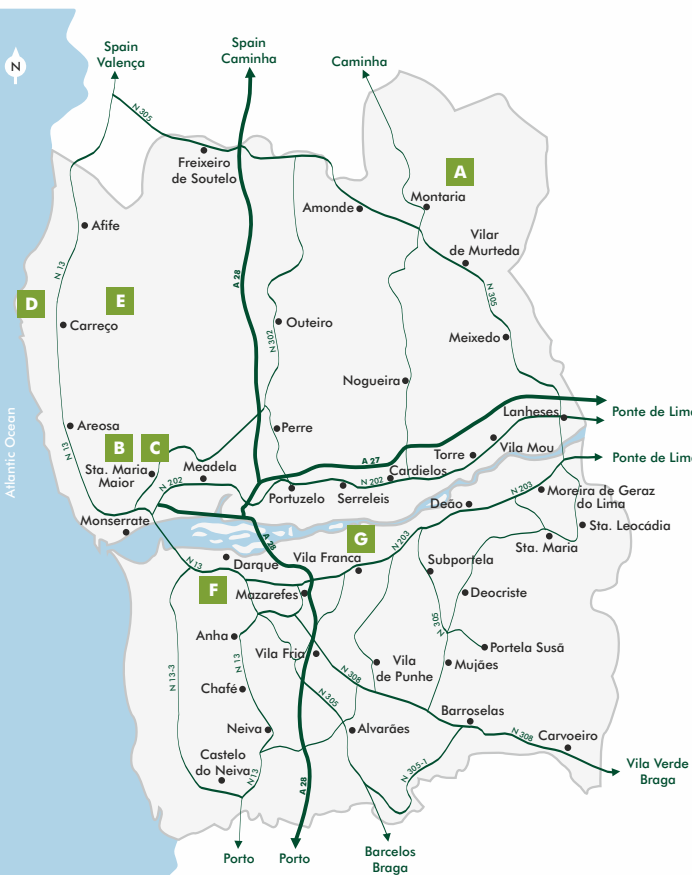 Spain
Valença
Spain
Caminha
Caminha
N
N 305
Freixeiro
de Soutelo
A
Montaria
Amonde
Afife
Vilar
de Murteda
N 13
A 28
N 305
D
E
Carreço
Outeiro
N 302
Meixedo
Nogueira
Atlantic Ocean
Areosa
Perre
Lanheses
Ponte de Lim
B
C
N 13
Sta. Maria
Maior
Meadela
N 202
A 27
Torre
Vila Mou
Cardielos
N 202
Ponte de Lim
Portuzelo
Serreleis
Monserrate
Deão
N 203
Moreira de Geraz
do Lima
Sta. Leocádia
A 28
G
N 203
Sta. Maria
N 13
Darque
Vila Franca
Subportela
F
Mazarefes
Deocriste
Anha
N 305
Portela Susã
N 13-3
N 13
Vila Fria
Vila
de Punhe
Mujães
N 308
Chafé
N 305
Barroselas
Neiva
Alvarães
N 308
Carvoeiro
Castelo
do Neiva
N 13
A 28
N 305-1
Vila Verde
Braga
Porto
Porto
Barcelos
Braga